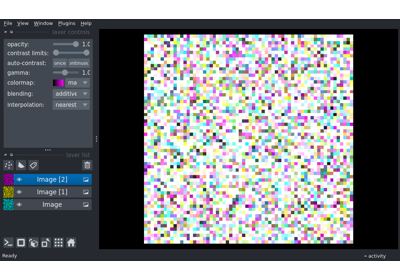 File View Window Plugins Help
layer controls
opacity: 1.0
contrast limits:
auto-contrast: once
gamma: 1.0
colormap: ma
blending: additive
interpolation: nearest
layer list
Image [2]
Image [1]
Image
Ready activity